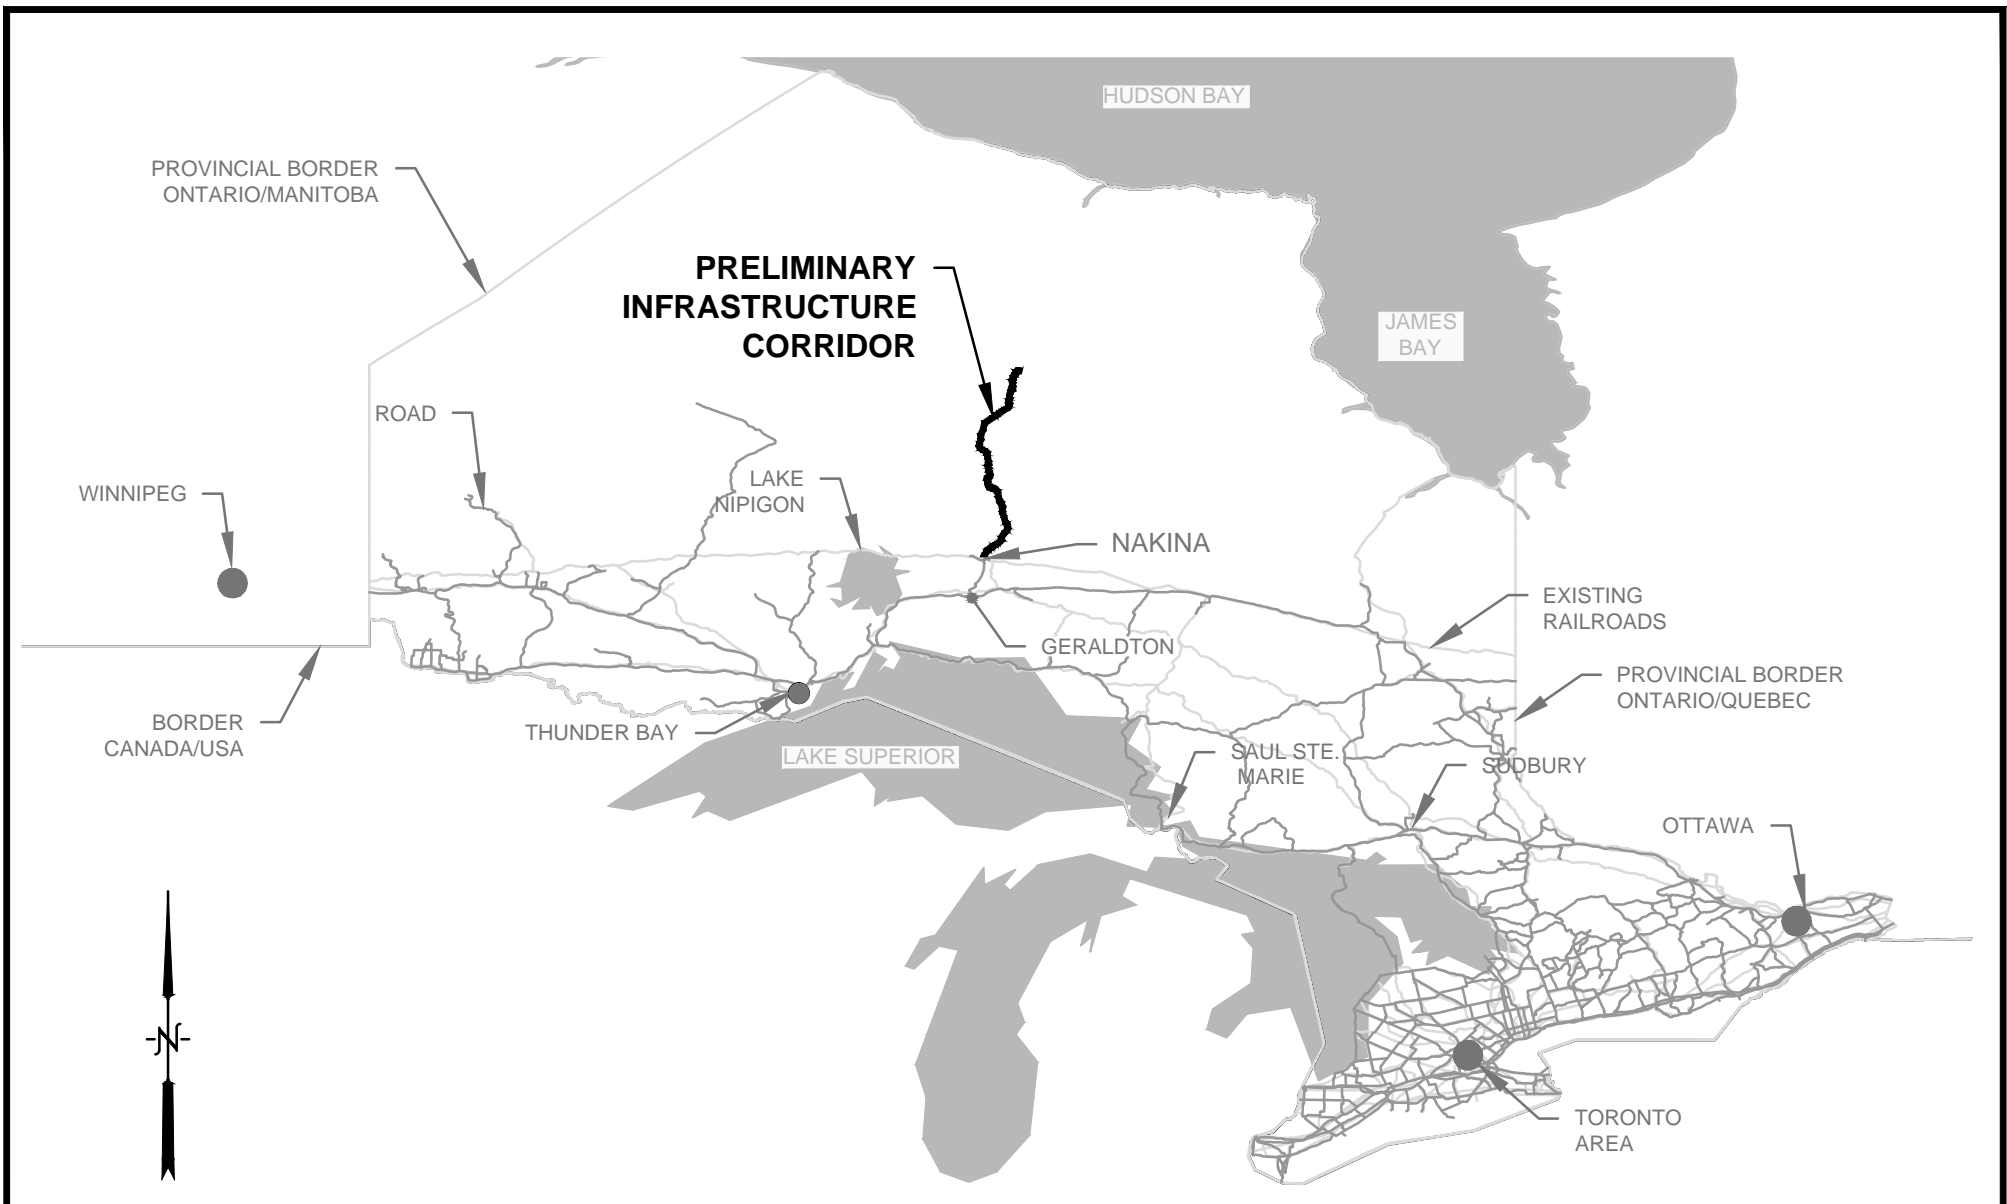 HUDSON BAY
PROVINCIAL BORDER
ONTARIO/MANITOBA
PRELIMINARY
INFRASTRUCTURE
CORRIDOR
JAMES
BAY
ROAD
LAKE
NIPIGON
WINNIPEG
NAKINA
EXISTING
RAILROADS
GERALDTON
PROVINCIAL BORDER
ONTARIO/QUEBEC
BORDER
CANADA/USA
THUNDER BAY
LAKE SUPERIOR
SAUL STE.
MARIE
SUDBURY
OTTAWA
N
TORONTO
AREA